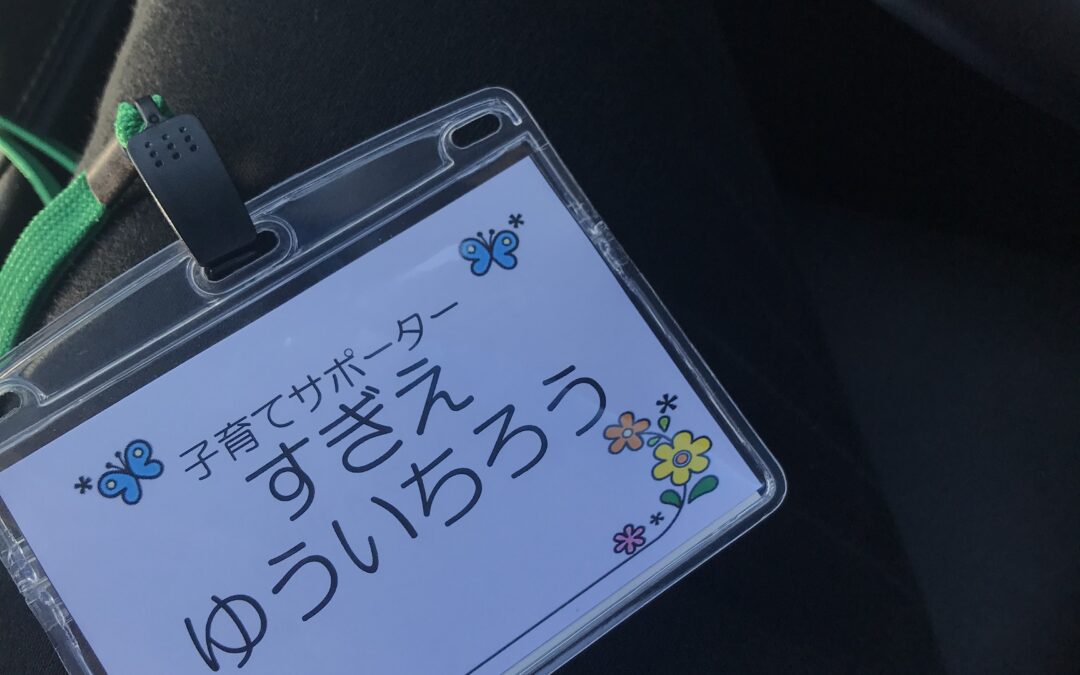 子育てサポーター
すぎえ
ゆういちろう